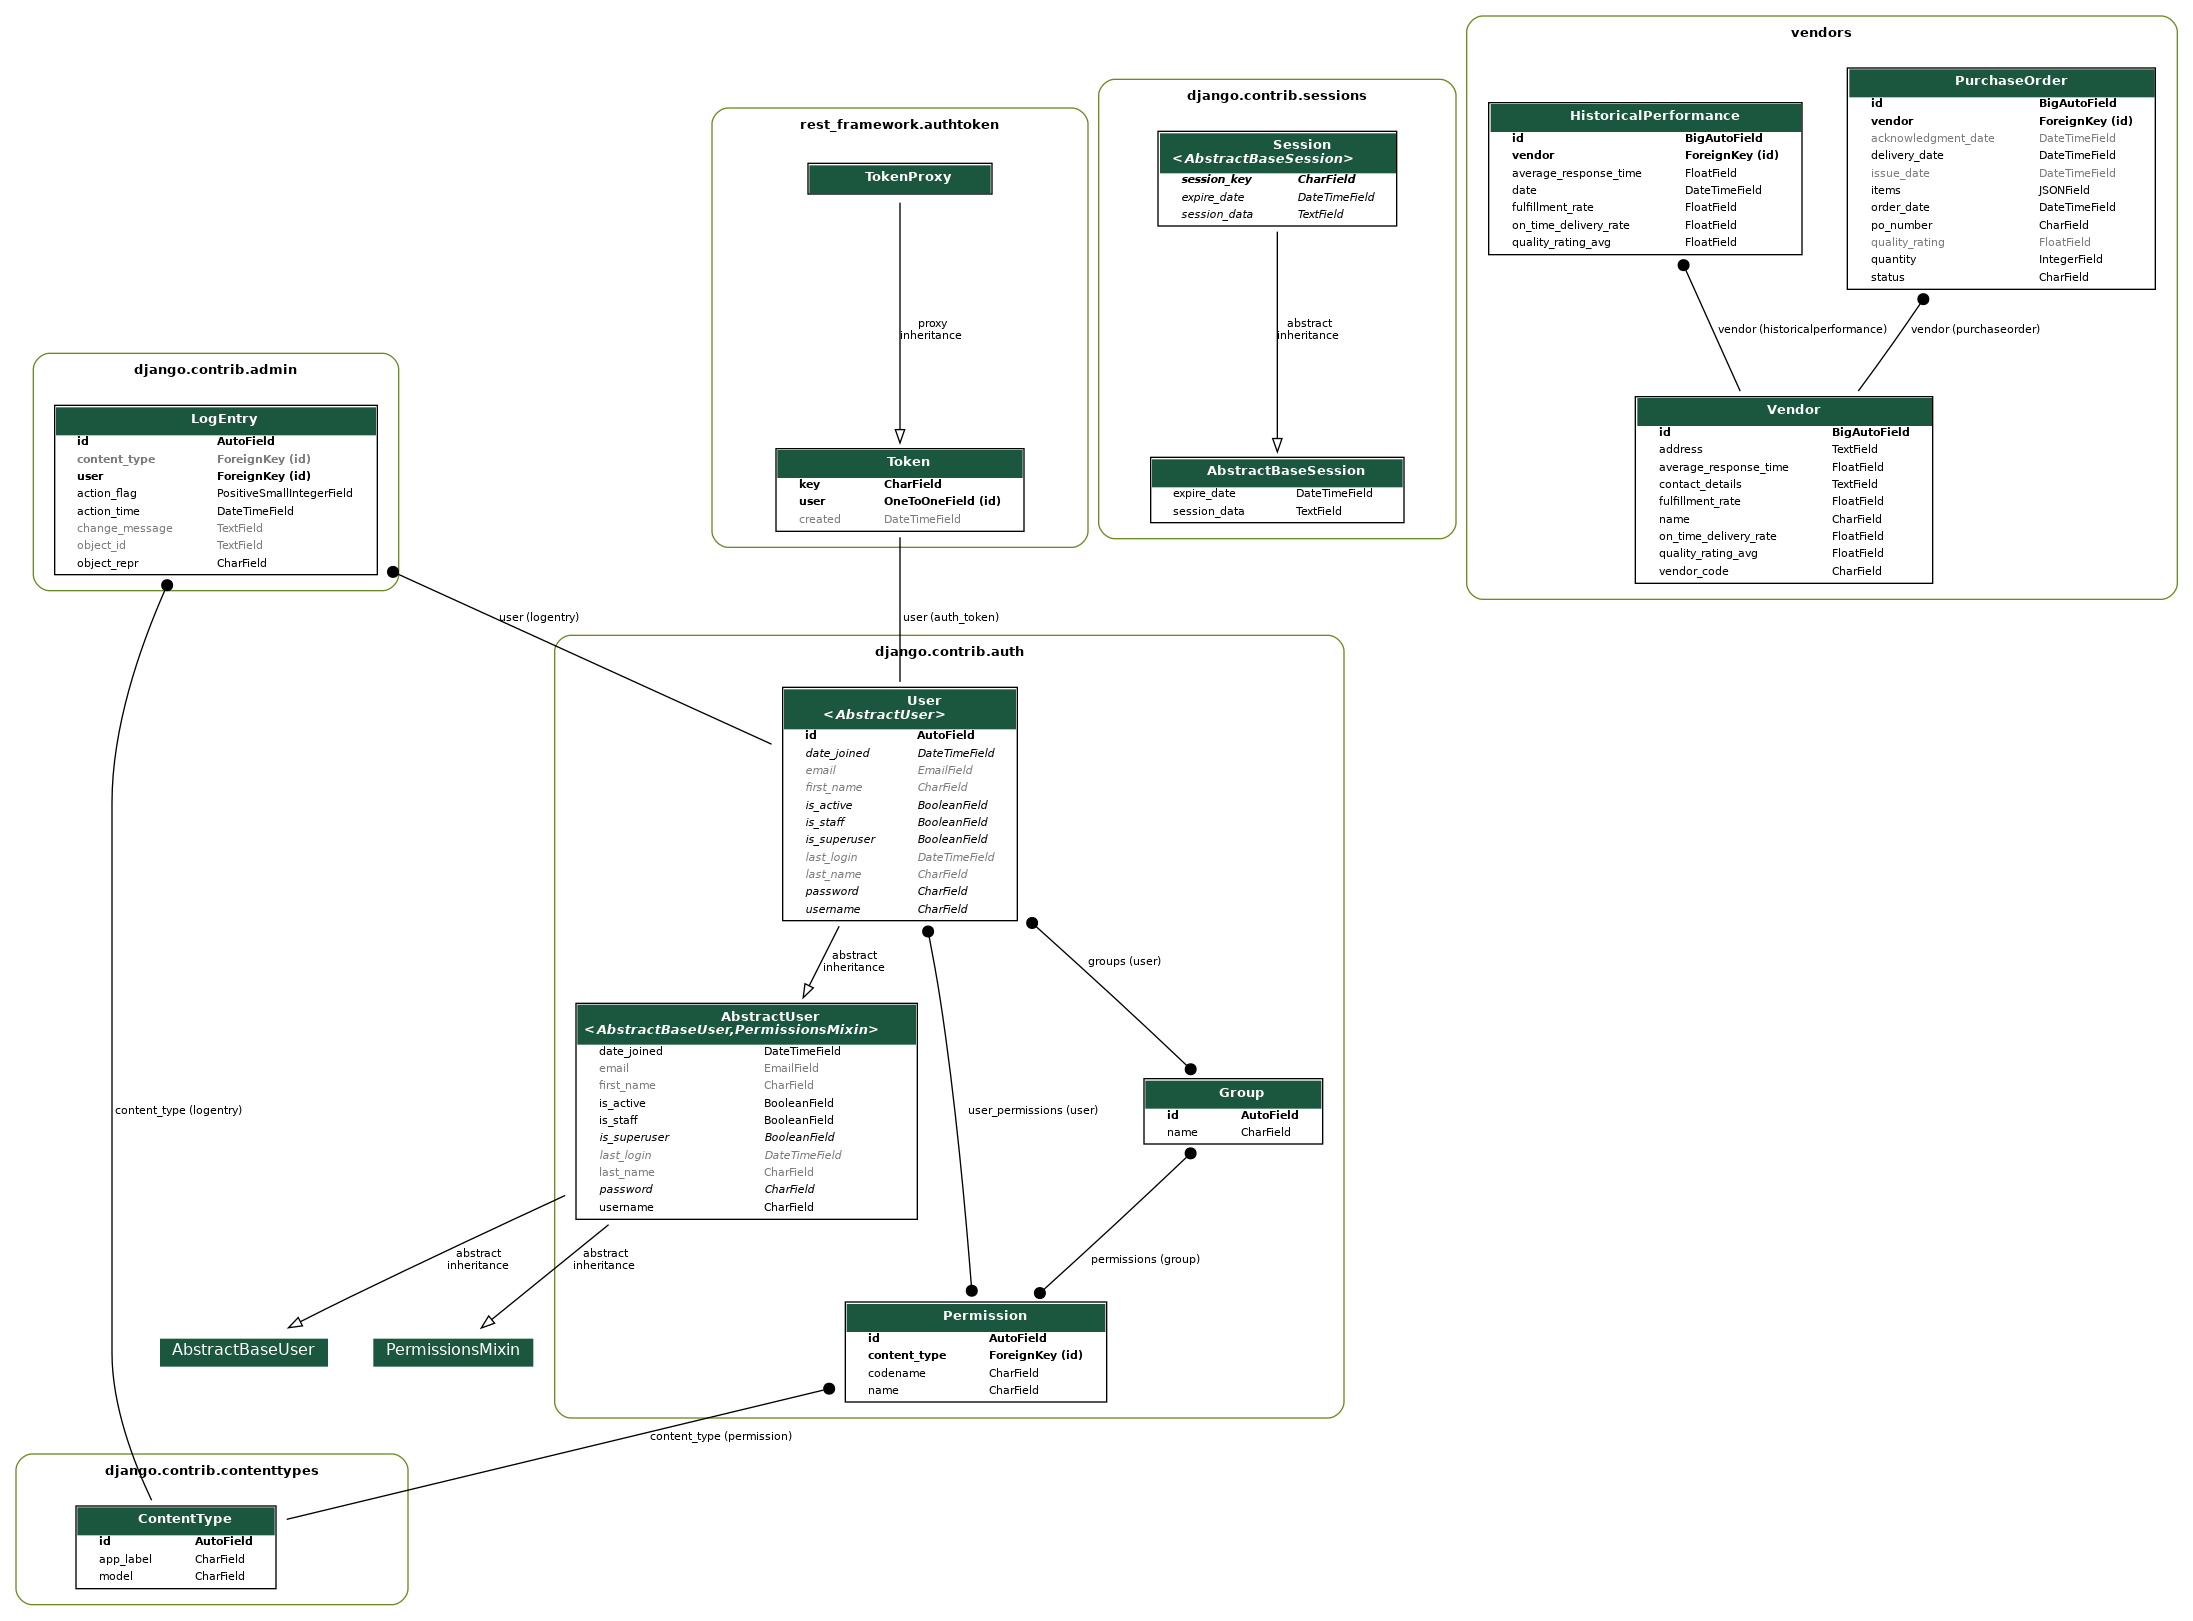 vendors
HistoricalPerformance
id BigAutoField
vendor ForeignKey (id)
average_response_time FloatField
date DateTimeField
fulfillment_rate FloatField
on_time_delivery_rate FloatField
quality_rating_avg FloatField
PurchaseOrder
id BigAutoField
vendor ForeignKey (id)
acknowledgment_date DateTimeField
delivery_date DateTimeField
issue_date DateTimeField
items JSONField
order_date DateTimeField
po_number CharField
quality_rating FloatField
quantity IntegerField
status CharField
vendor (historicalperformance)
vendor (purchaseorder)
Vendor
id BigAutoField
address TextField
average_response_time FloatField
contact_details TextField
fulfillment_rate FloatField
name CharField
on_time_delivery_rate FloatField
quality_rating_avg FloatField
vendor_code CharField
django.contrib.sessions
Session
<AbstractBaseSession>
session_key CharField
expire_date DateTimeField
session_data TextField
abstract
inheritance
AbstractBaseSession
expire_date DateTimeField
session_data TextField
rest_framework.authtoken
TokenProxy
proxy
inheritance
Token
key CharField
user OneToOneField (id)
created DateTimeField
django.contrib.admin
LogEntry
id AutoField
content_type ForeignKey (id)
user ForeignKey (id)
action_flag PositiveSmallIntegerField
action_time DateTimeField
change_message TextField
object_id TextField
object_repr CharField
user (logentry)
user (auth_token)
django.contrib.auth
User
<AbstractUser>
id AutoField
date_joined DateTimeField
email EmailField
first_name CharField
is_active BooleanField
is_staff BooleanField
is_superuser BooleanField
last_login DateTimeField
last_name CharField
password CharField
username CharField
abstract
inheritance
groups (user)
AbstractUser
<AbstractBaseUser,PermissionsMixin>
date_joined DateTimeField
email EmailField
first_name CharField
is_active BooleanField
is_staff BooleanField
is_superuser BooleanField
last_login DateTimeField
last_name CharField
password CharField
username CharField
user_permissions (user)
Group
id AutoField
name CharField
content_type (logentry)
abstract
inheritance
abstract
inheritance
permissions (group)
AbstractBaseUser
PermissionsMixin
Permission
id AutoField
content_type ForeignKey (id)
codename CharField
name CharField
content_type (permission)
django.contrib.contenttypes
ContentType
id AutoField
app_label CharField
model CharField